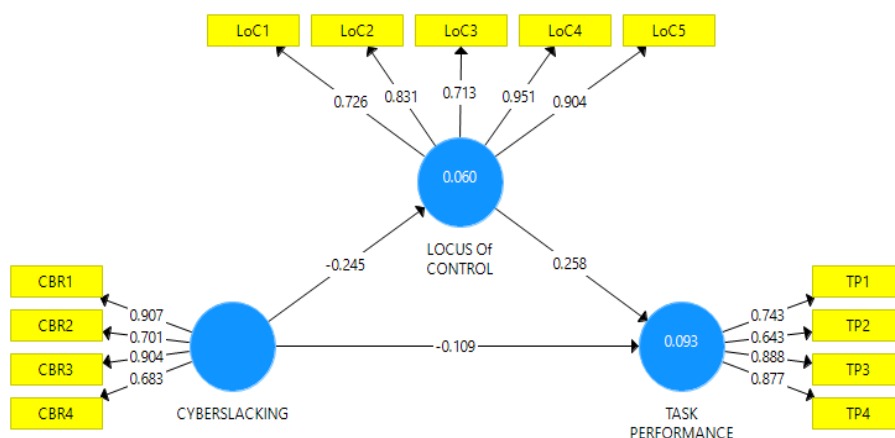 LoC1 LoC2 LoC3 LoC4 LoC5
0.726 0.831 0.713 0.951 0.904
0.060
LOCUS Of
CONTROL
-0.245 0.258
CBR1
CBR2
CBR3
CBR4
0.907
0.701
0.904
0.683
CYBERSLACKING
-0.109
0.093
TASK
PERFORMANCE
0.743
0.643
0.888
0.877
TP1
TP2
TP3
TP4